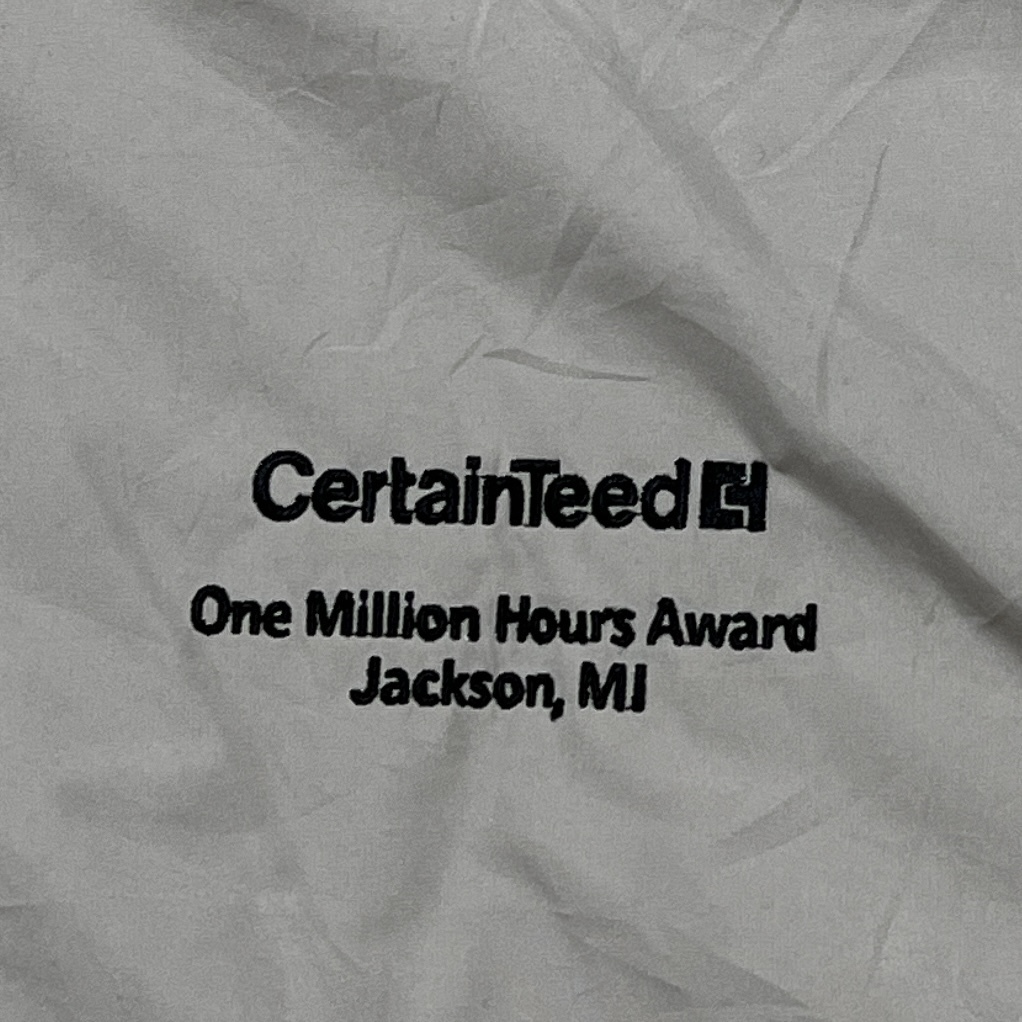 CertainTeed
One Million Hours Award
Jackson, MI